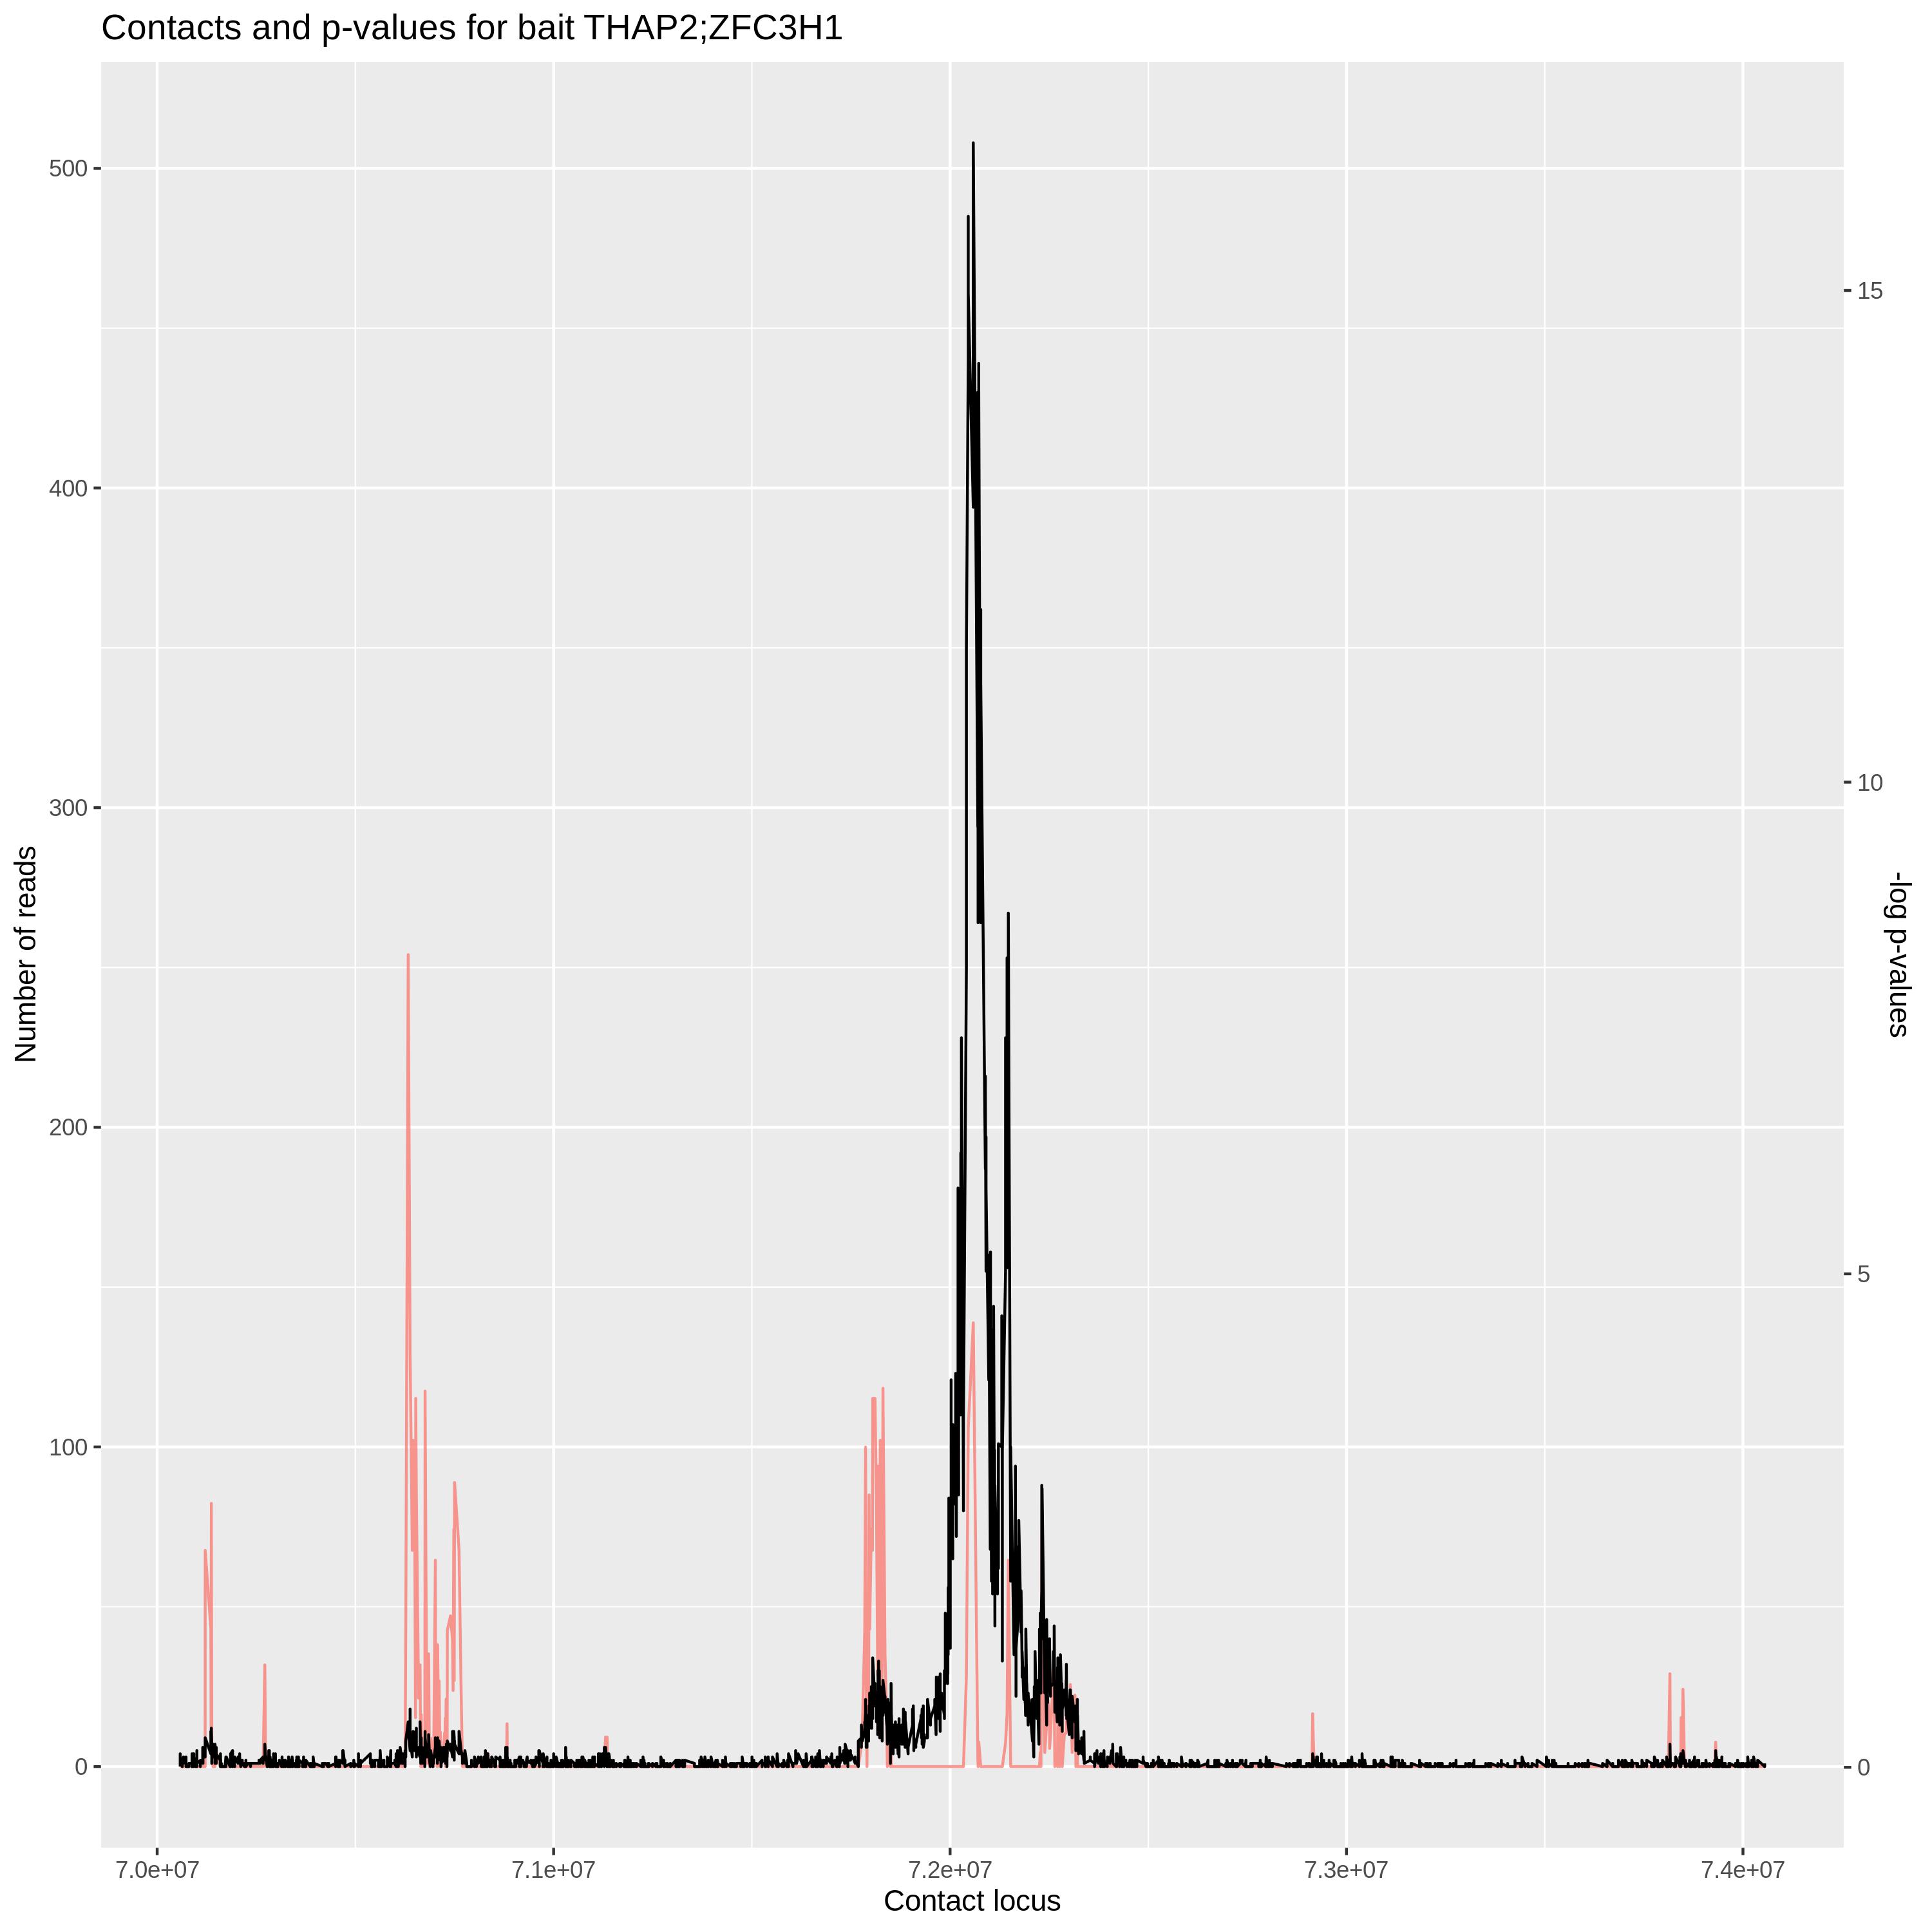 Contacts and p-values for bait THAP2;ZFC3H1
500
400
300
200
100
0
Number of reads
15
10
5
0
-log p-values
7.0e+07
7.1e+07
7.2e+07
7.3e+07
7.4e+07
Contact locus